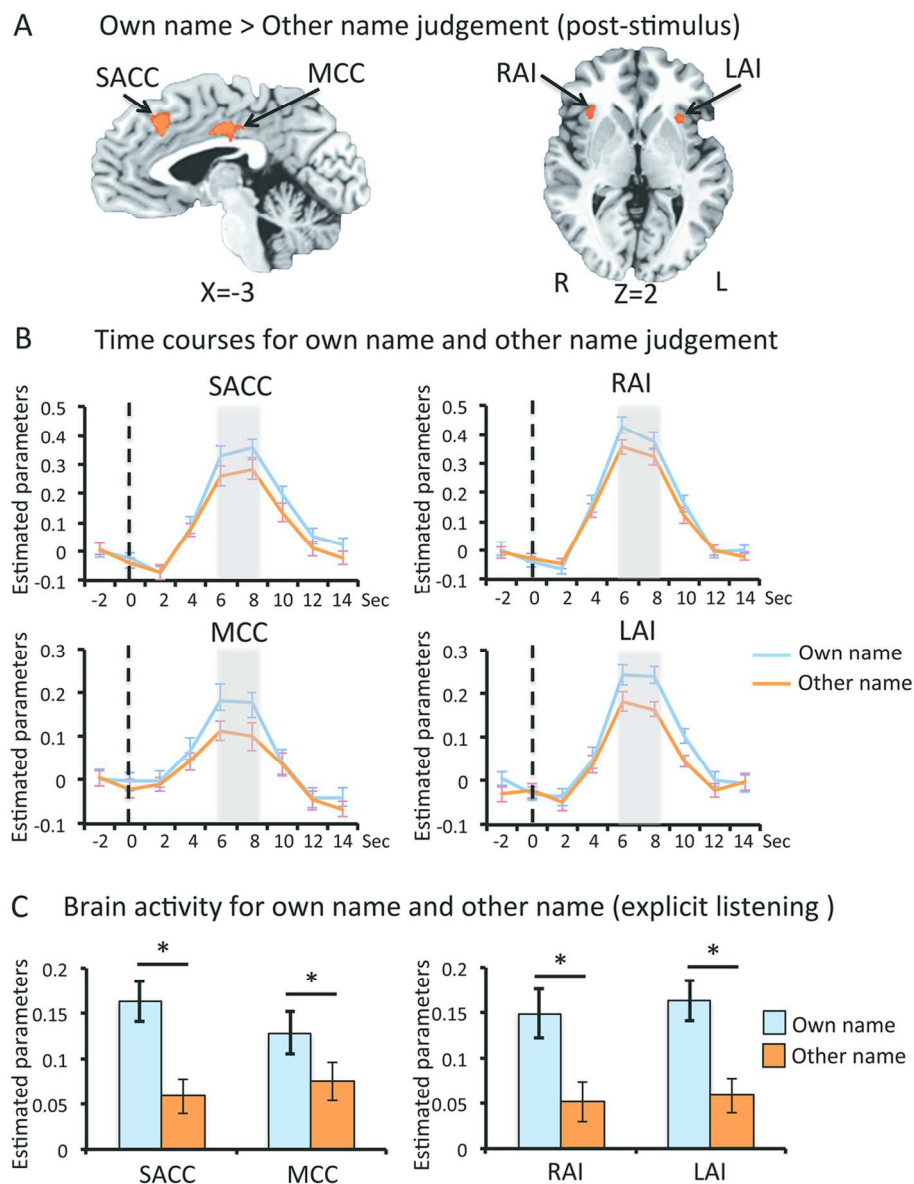 A Own name > Other name judgement (post-stimulus)
SACC MCC RAI LAI
R L
X=-3 Z=2
B Time courses for own name and other name judgement
SACC RAI
Estimated parameters
0.5
0.4
0.3
0.1
0
-0.1
-2 0 2 4 6 8 10 12 14 Sec
Estimated parameters
0.5
0.4
0.3
0.1
0
-0.1
-2 0 2 4 6 8 10 12 14 Sec
MCC LAI
Estimated parameters
0.3
0.2
0.1
0
-0.1
-2 0 2 4 6 8 10 12 14 Sec
Estimated parameters
0.3
0.2
0.1
0
-0.1
-2 0 2 4 6 8 10 12 14 Sec
Own name
Other name
C Brain activity for own name and other name (explicit listening )
Estimated parameters
0.2
0.15
0.1
0.05
0
* *
SACC MCC
Estimated parameters
0.2
0.15
0.1
0.05
0
* *
RAI LAI
Own name
Other name